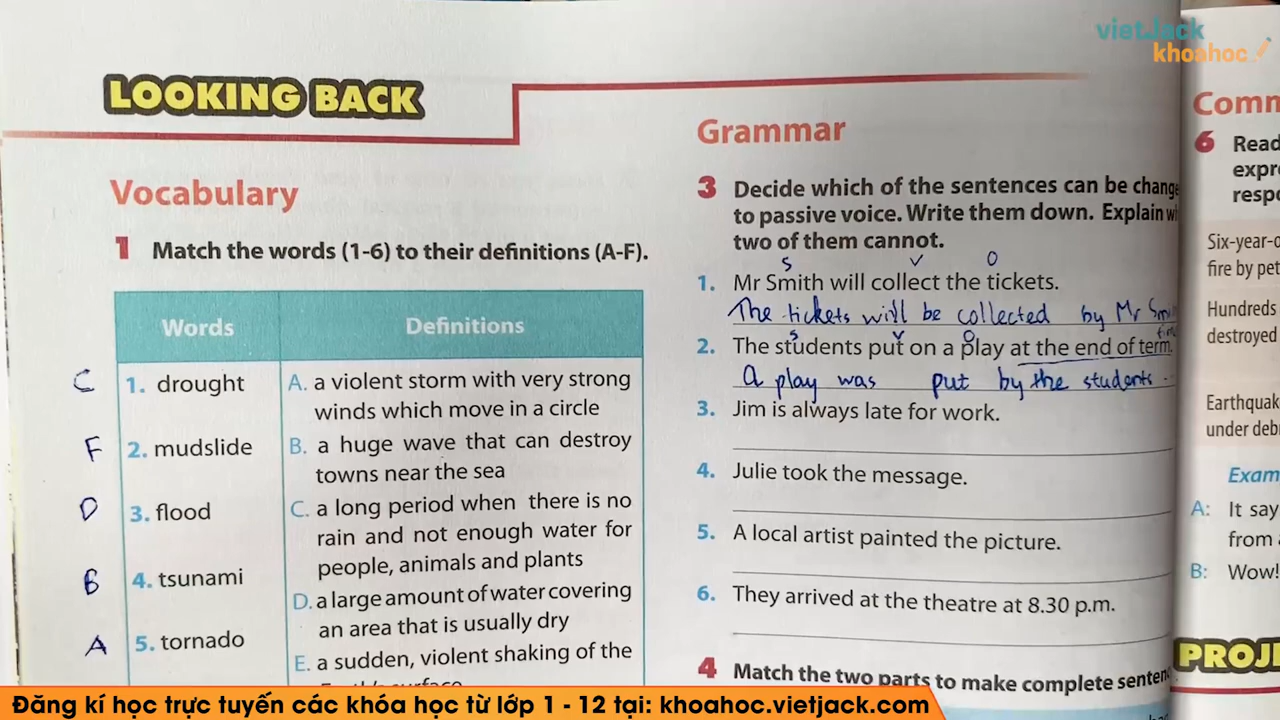 vietJack
khoahoc
LOOKING BACK
Vocabulary
1 Match the words (1-6) to their definitions (A-F).
Words Definitions
C 1. drought A. a violent storm with very strong
winds which move in a circle
F 2. mudslide B. a huge wave that can destroy
towns near the sea
D 3. flood C. a long period when there is no
rain and not enough water for
people, animals and plants
B 4. tsunami D. a large amount of water covering
an area that is usually dry
A 5. tornado E. a sudden, violent shaking of the
Grammar
3 Decide which of the sentences can be change
to passive voice. Write them down. Explain
two of them cannot.
S V O
1. Mr Smith will collect the tickets.
The tickets will be collected by Mr
S V O
2. The students put on a play at the end of term.
A play was put by the students
3. Jim is always late for work.
4. Julie took the message.
5. A local artist painted the picture.
6. They arrived at the theatre at 8.30 p.m.
4 Match the two parts to make complete senten
Comm
6 Read
expre
respo
Six-year-o
fire by pet
Hundreds
destroyed
Earthquak
under deb
Exam
A: It say
from
B: Wow!
PROJE
Đăng kí học trực tuyến các khóa học từ lớp 1 - 12 tại: khoahoc.vietjack.com